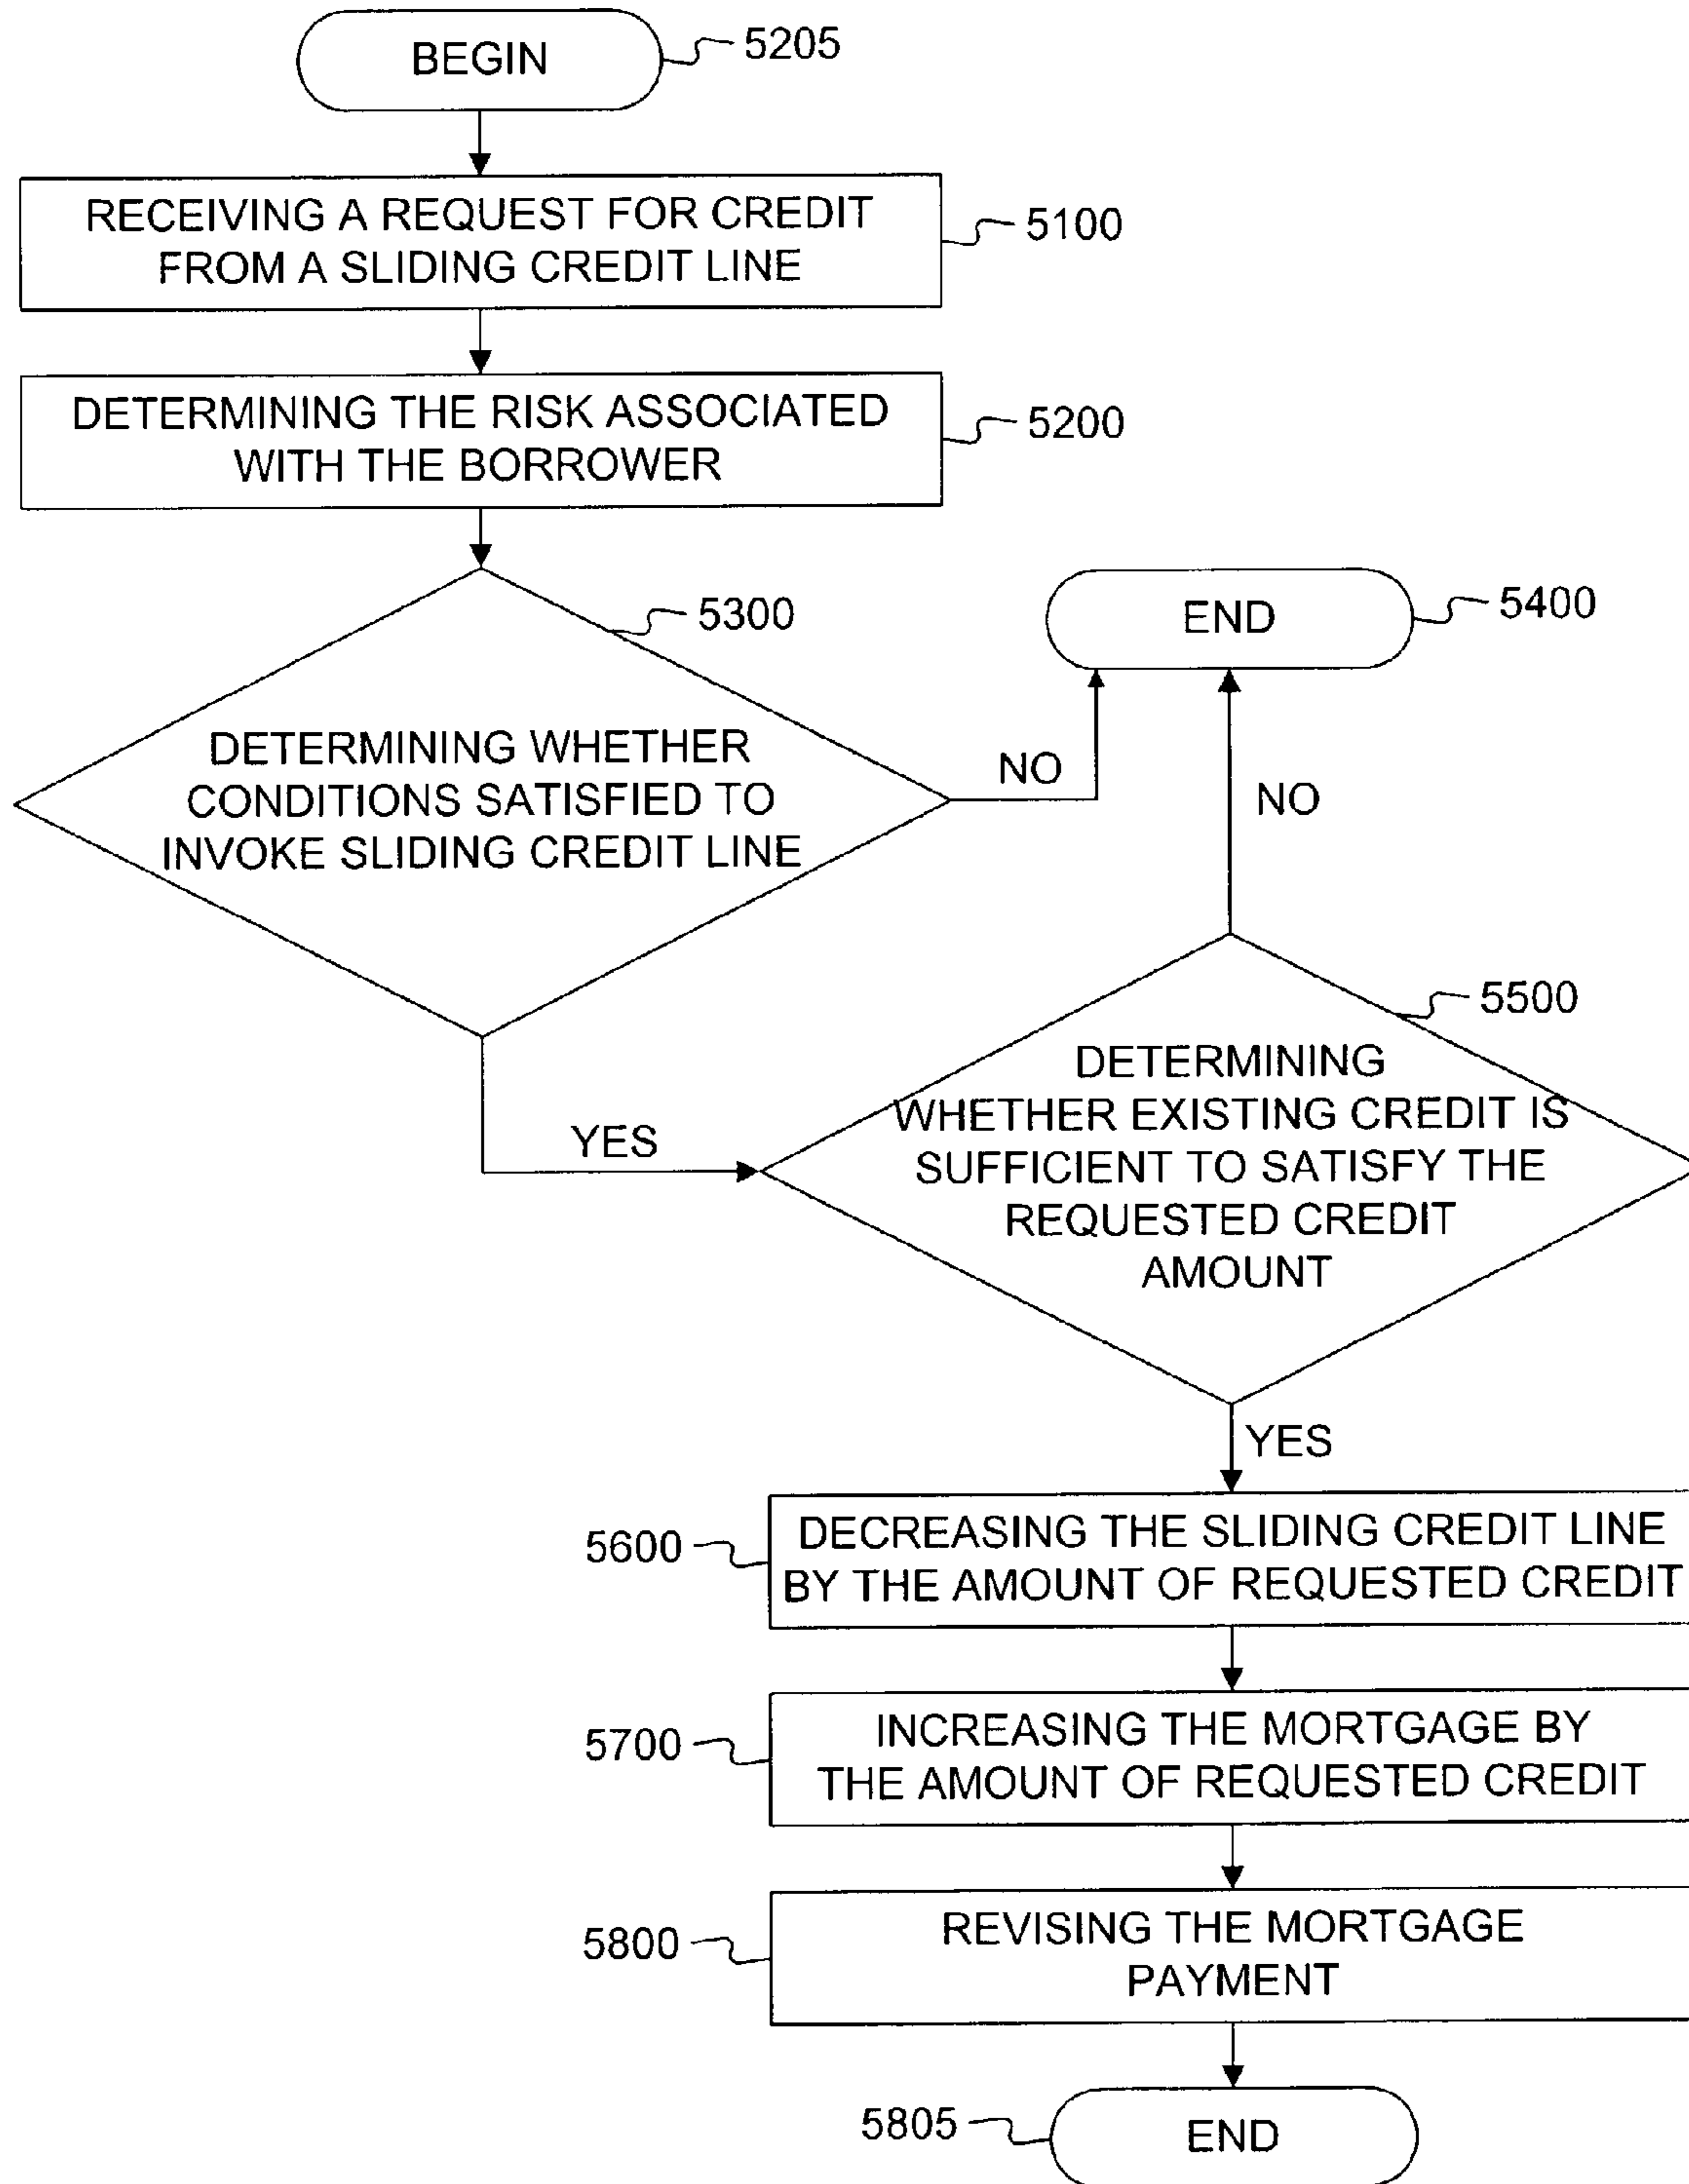 BEGIN
5205
RECEIVING A REQUEST FOR CREDIT
FROM A SLIDING CREDIT LINE
5100
DETERMINING THE RISK ASSOCIATED
WITH THE BORROWER
5200
5300
DETERMINING WHETHER
CONDITIONS SATISFIED TO
INVOKE SLIDING CREDIT LINE
NO
END
5400
NO
YES
5500
DETERMINING
WHETHER EXISTING CREDIT IS
SUFFICIENT TO SATISFY THE
REQUESTED CREDIT
AMOUNT
YES
5600
DECREASING THE SLIDING CREDIT LINE
BY THE AMOUNT OF REQUESTED CREDIT
5700
INCREASING THE MORTGAGE BY
THE AMOUNT OF REQUESTED CREDIT
5800
REVISING THE MORTGAGE
PAYMENT
5805
END